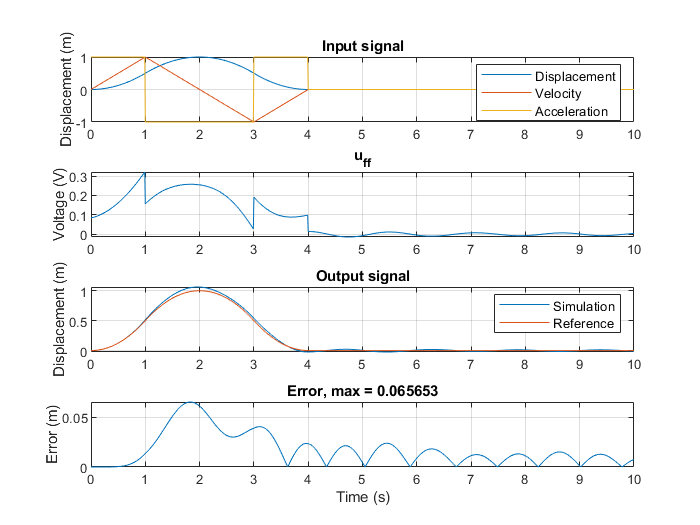 Input signal
Displacement (m)
1
0
-1
Displacement
Velocity
Acceleration
0 1 2 3 4 5 6 7 8 9 10
uff
Voltage (V)
0.3
0.2
0.1
0
0 1 2 3 4 5 6 7 8 9 10
Output signal
Displacement (m)
1
0.5
0
Simulation
Reference
0 1 2 3 4 5 6 7 8 9 10
Error, max = 0.065653
Error (m)
0.05
0
0 1 2 3 4 5 6 7 8 9 10
Time (s)